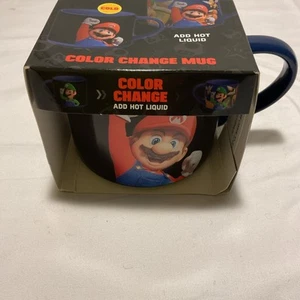 COLD
ADD HOT
LIQUID
COLOR CHANGE MUG
COLOR
CHANGE
ADD HOT LIQUID
M